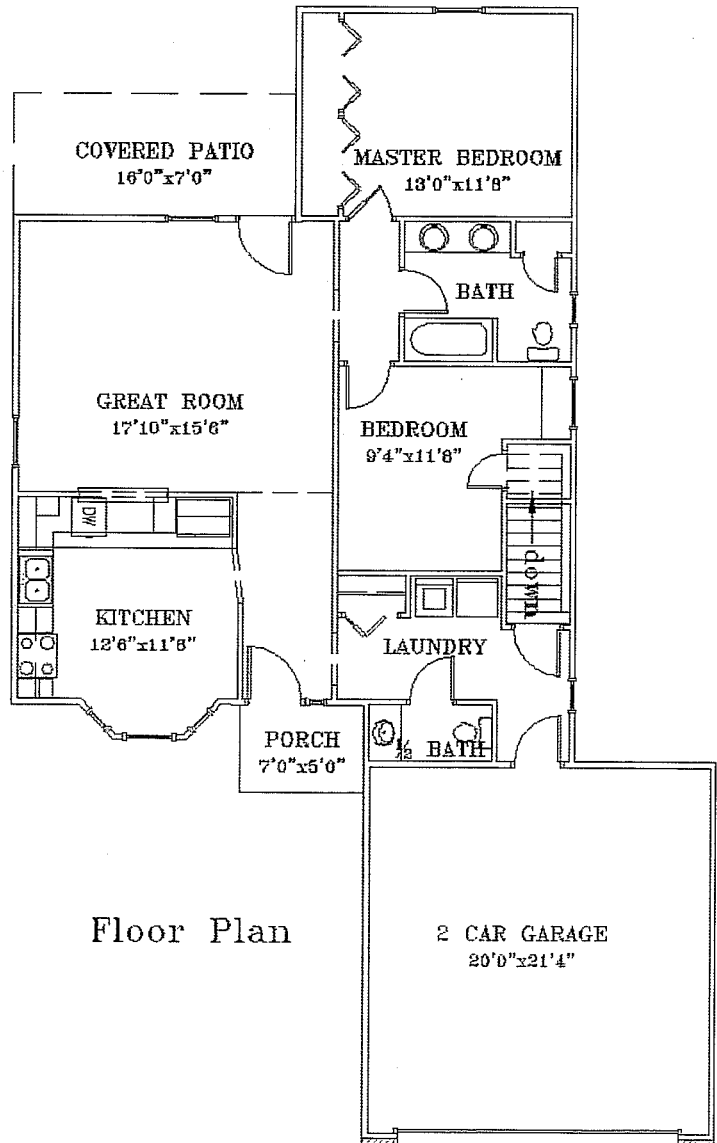 COVERED PATIO
16'0"x7'0"
MASTER BEDROOM
13'0"x11'8"
BATH
GREAT ROOM
17'10"x15'6"
BEDROOM
9'4"x11'8"
DW
down
KITCHEN
12'6"x11'6"
LAUNDRY
PORCH
7'0"x5'0"
½ BATH
Floor Plan
2 CAR GARAGE
20'0"x21'4"